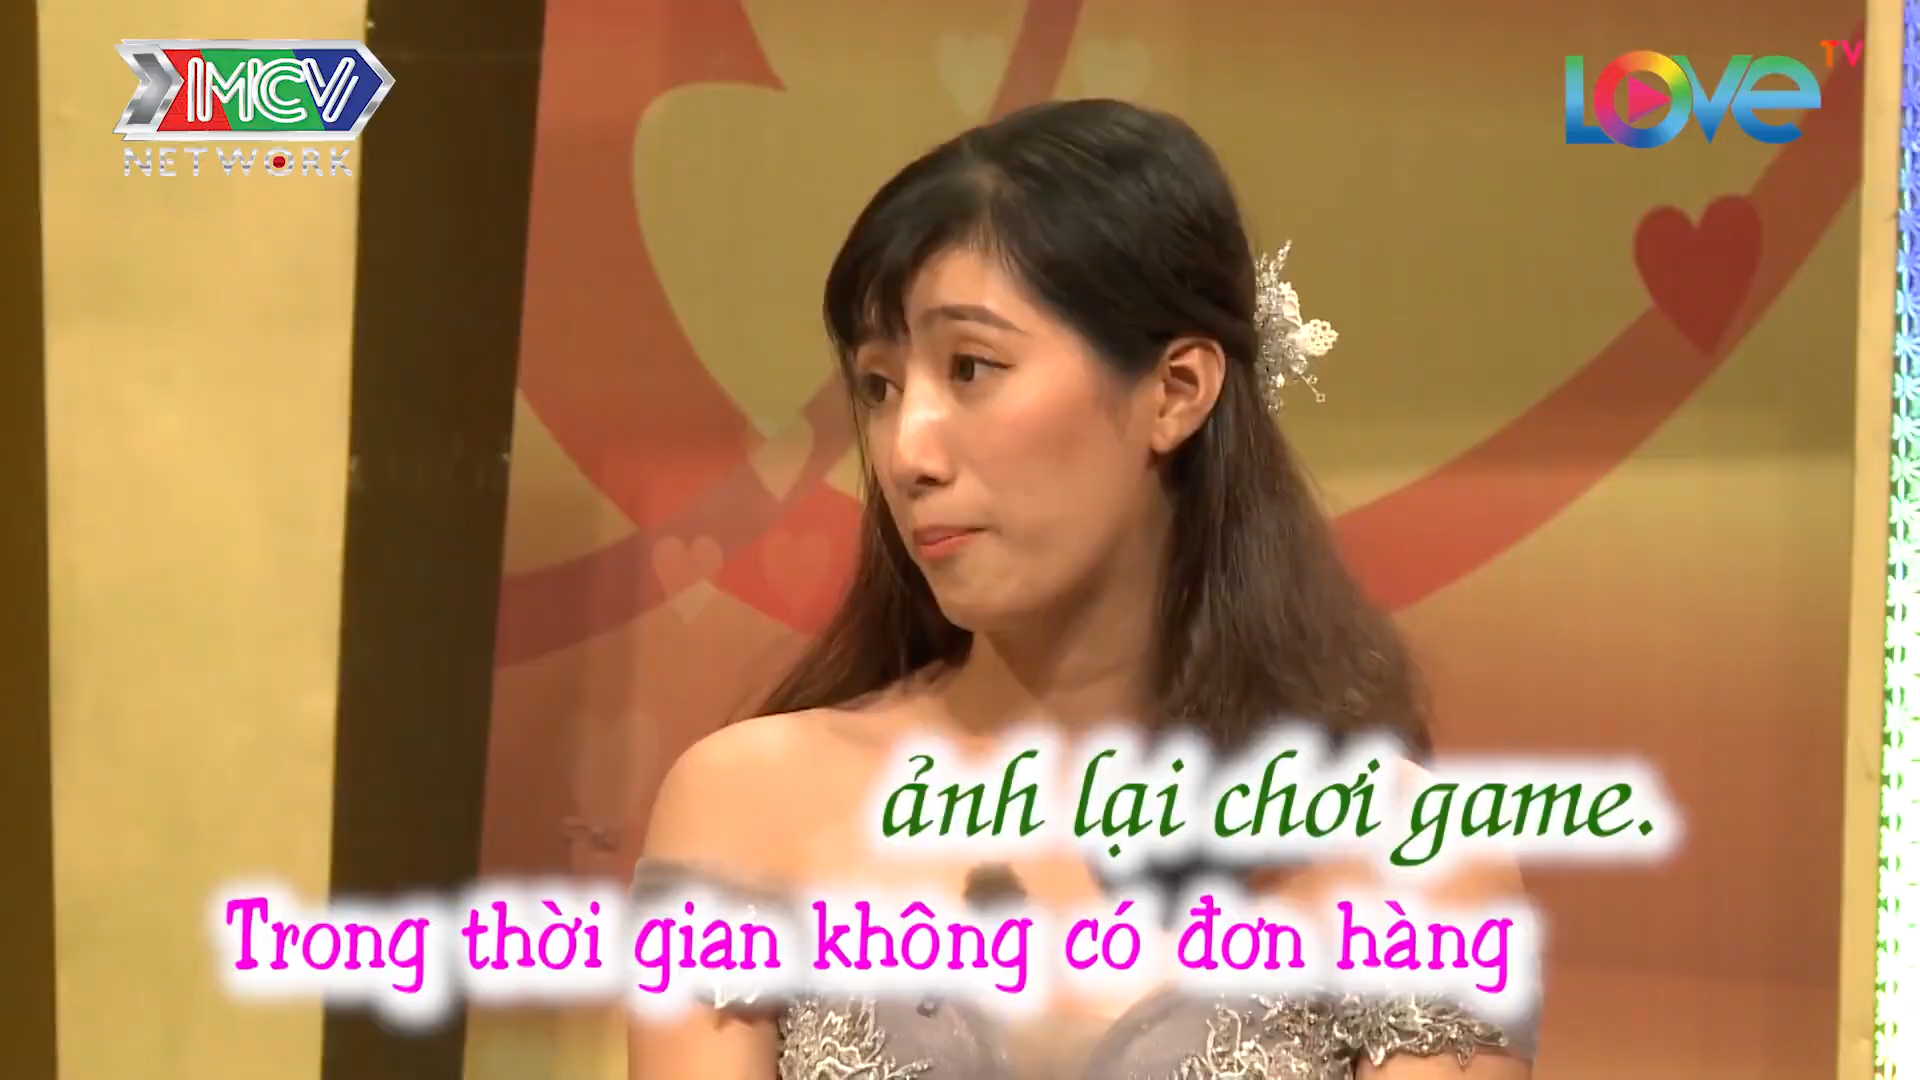 MCV
NETWORK
LOVE TV
ảnh lại chơi game.
Trong thời gian không có đơn hàng